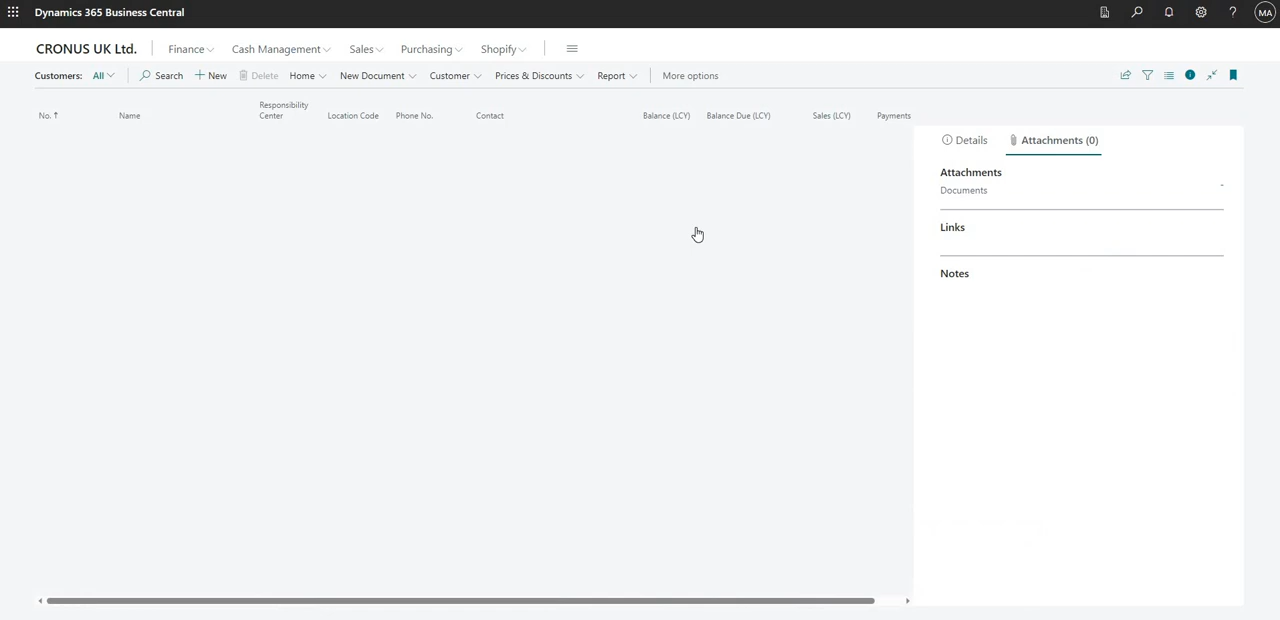 Dynamics 365 Business Central
MA
CRONUS UK Ltd. Finance Cash Management Sales Purchasing Shopify
Customers: All Search New Delete Home New Document Customer Prices & Discounts Report More options
No. ↑ Name Responsibility Center Location Code Phone No. Contact Balance (LCY) Balance Due (LCY) Sales (LCY) Payments
Details Attachments (0)
Attachments
Documents -
Links
Notes